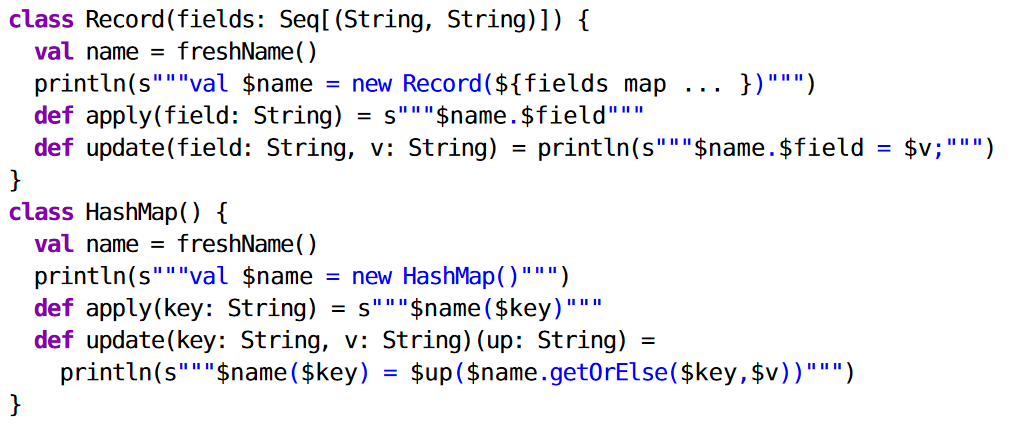 class Record(fields: Seq[(String, String)]) {
  val name = freshName()
  println(s"""val $name = new Record(${fields map ... })""")
  def apply(field: String) = s"""$name.$field"""
  def update(field: String, v: String) = println(s"""$name.$field = $v;""")
}
class HashMap() {
  val name = freshName()
  println(s"""val $name = new HashMap()""")
  def apply(key: String) = s"""$name($key)"""
  def update(key: String, v: String)(up: String) =
    println(s"""$name($key) = $up($name.getOrElse($key,$v))""")
}